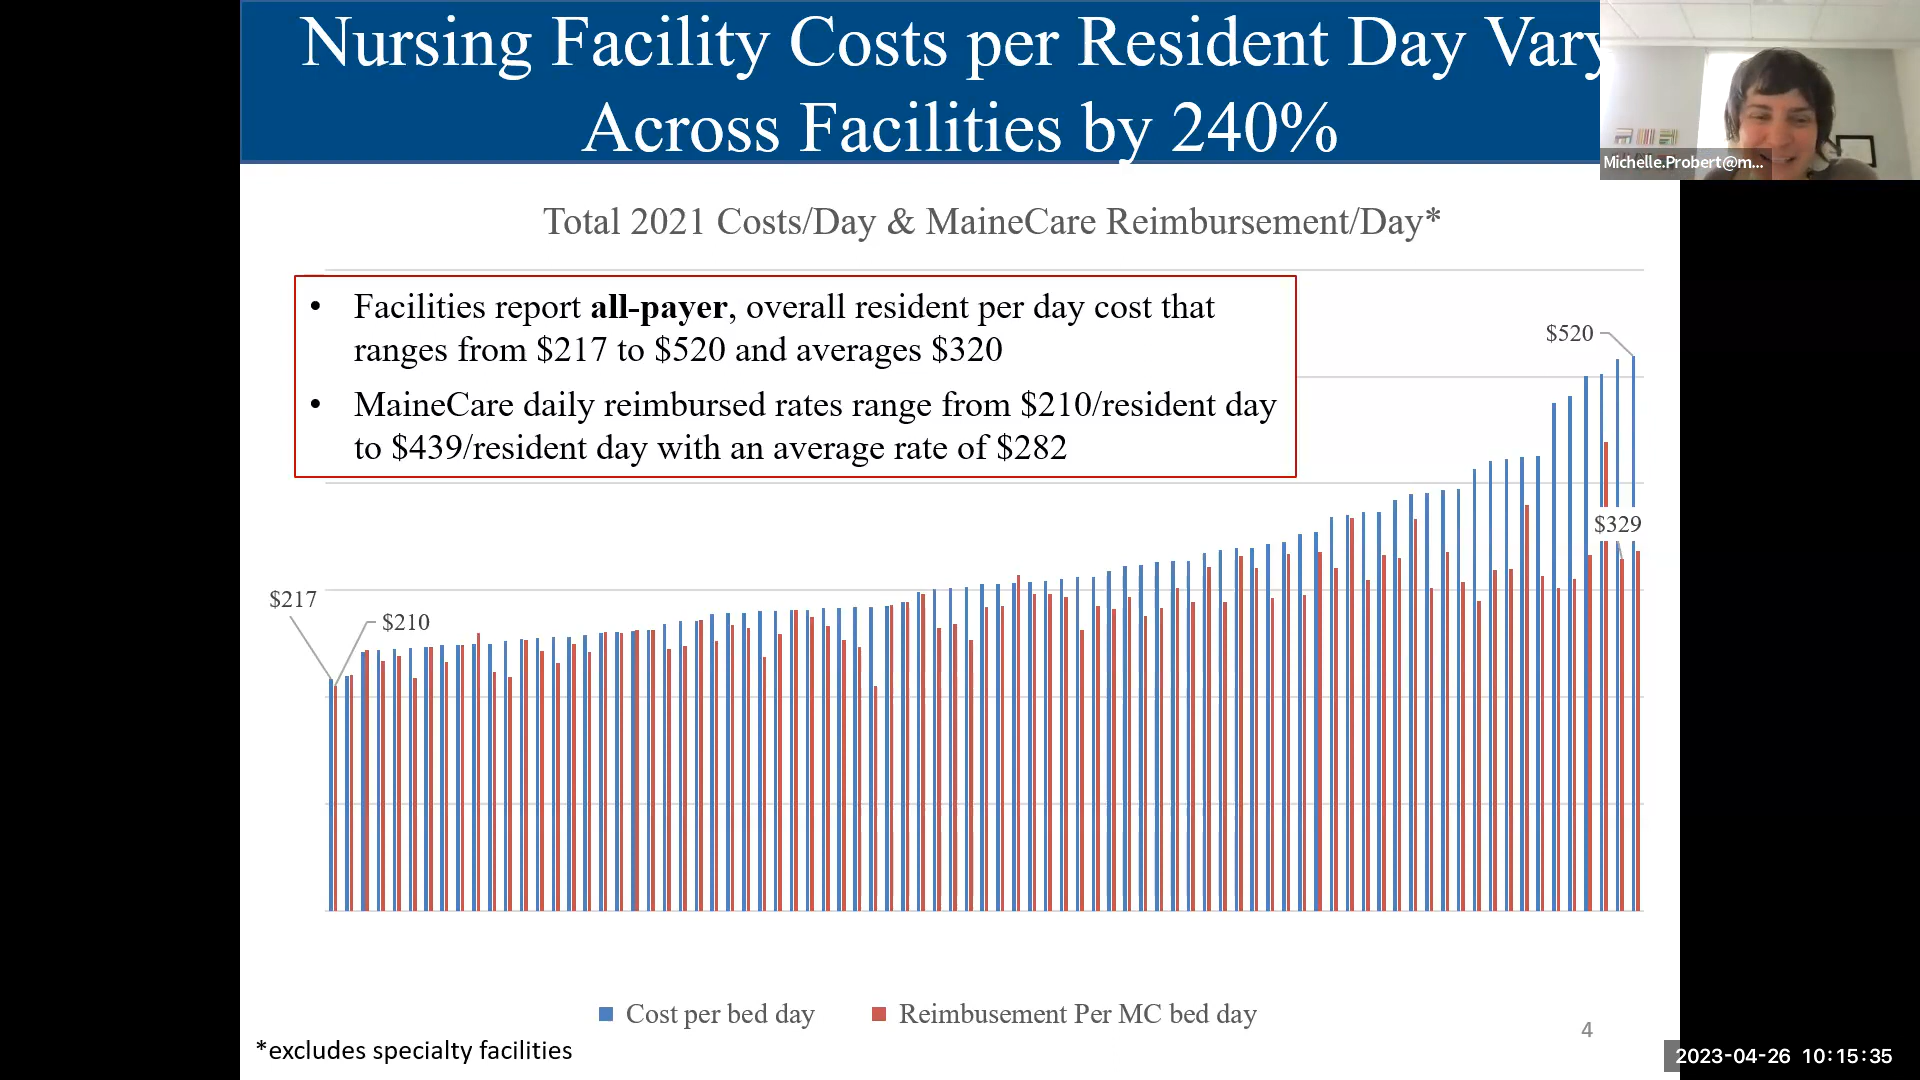 Nursing Facility Costs per Resident Day Vary
Across Facilities by 240%
Michelle.Probert@m...
Total 2021 Costs/Day & MaineCare Reimbursement/Day*
• Facilities report all-payer, overall resident per day cost that
ranges from $217 to $520 and averages $320
• MaineCare daily reimbursed rates range from $210/resident day
to $439/resident day with an average rate of $282
$520
$329
$217
$210
Cost per bed day
Reimbusement Per MC bed day
4
*excludes specialty facilities
2023-04-26 10:15:35